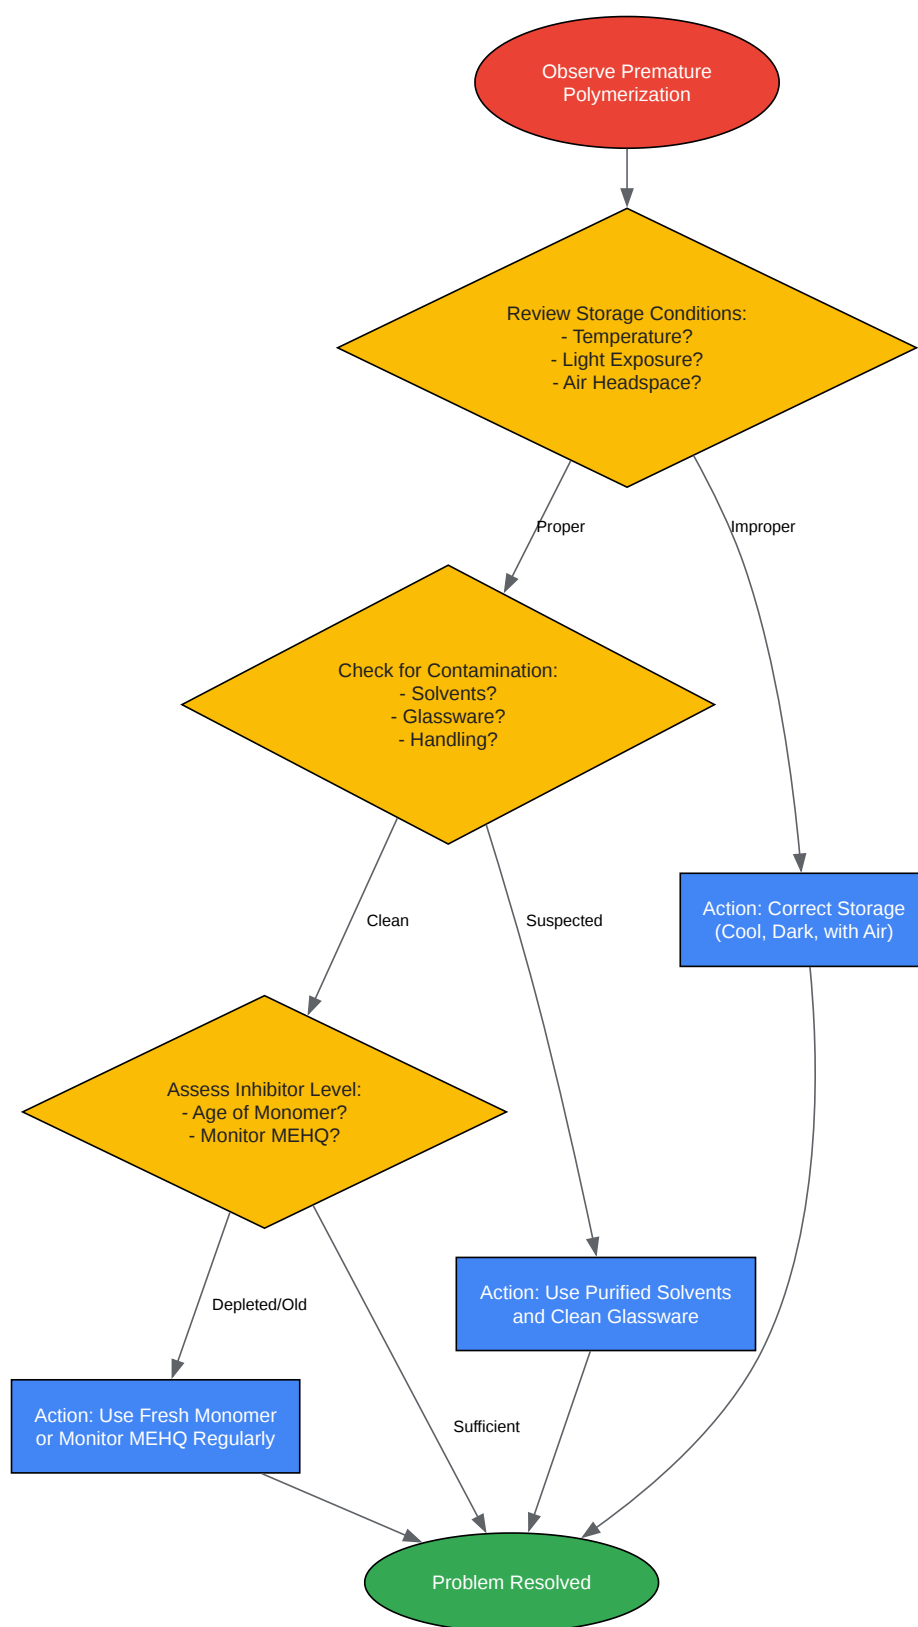 Observe Premature
Polymerization
Review Storage Conditions:
- Temperature?
- Light Exposure?
- Air Headspace?
Proper
Improper
Check for Contamination:
- Solvents?
- Glassware?
- Handling?
Clean
Suspected
Action: Correct Storage
(Cool, Dark, with Air)
Assess Inhibitor Level:
- Age of Monomer?
- Monitor MEHQ?
Depleted/Old
Action: Use Purified Solvents
and Clean Glassware
Action: Use Fresh Monomer
or Monitor MEHQ Regularly
Sufficient
Problem Resolved